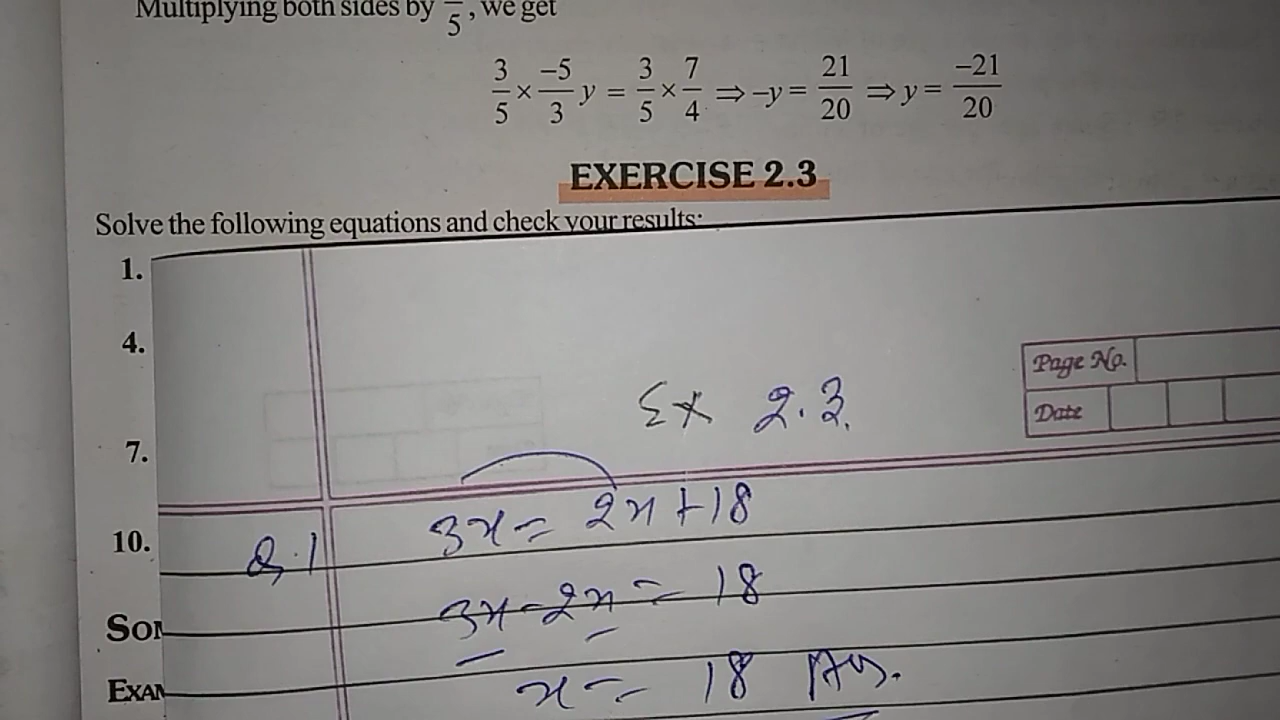 Multiplying both sides by 5, we get
3/5 × -5/3 y = 3/5 × 7/4 ⇒ -y = 21/20 ⇒ y = -21/20
EXERCISE 2.3
Solve the following equations and check your results:
1.
4.
Page No.
Ex 2.3.
Date
7.
10.
Q.1 3x = 2x + 18
3x - 2x = 18
x = 18 Ans.